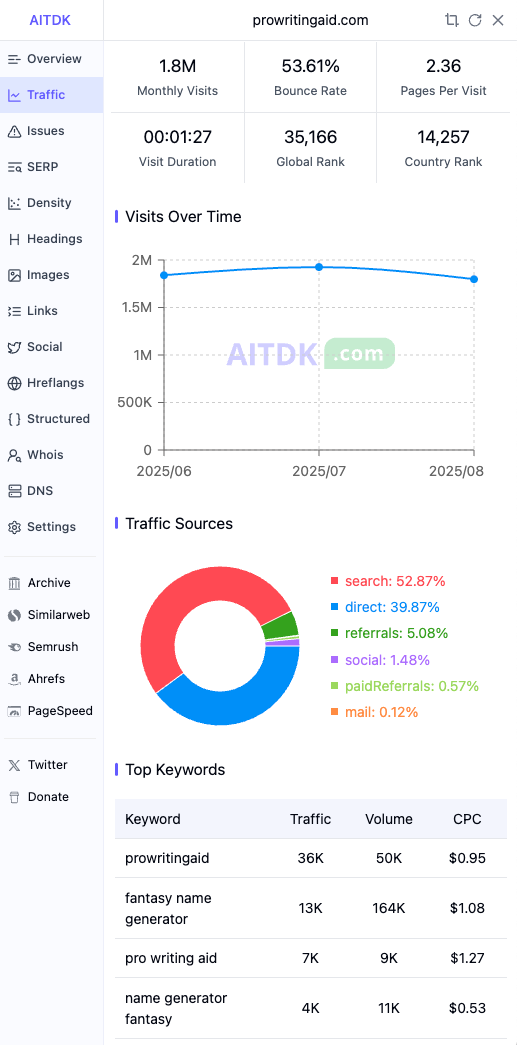 AITDK
prowritingaid.com
Overview
Traffic
Issues
SERP
Density
Headings
Images
Links
Social
Hreflangs
Structured
Whois
DNS
Settings
Archive
Similarweb
Semrush
Ahrefs
PageSpeed
Twitter
Donate
1.8M
Monthly Visits
53.61%
Bounce Rate
2.36
Pages Per Visit
00:01:27
Visit Duration
35,166
Global Rank
14,257
Country Rank
Visits Over Time
2M
1.5M
1M
500K
0
AITDK .com
2025/06 2025/07 2025/08
Traffic Sources
search: 52.87%
direct: 39.87%
referrals: 5.08%
social: 1.48%
paidReferrals: 0.57%
mail: 0.12%
Top Keywords
Keyword Traffic Volume CPC
prowritingaid 36K 50K $0.95
fantasy name
generator 13K 164K $1.08
pro writing aid 7K 9K $1.27
name generator
fantasy 4K 11K $0.53